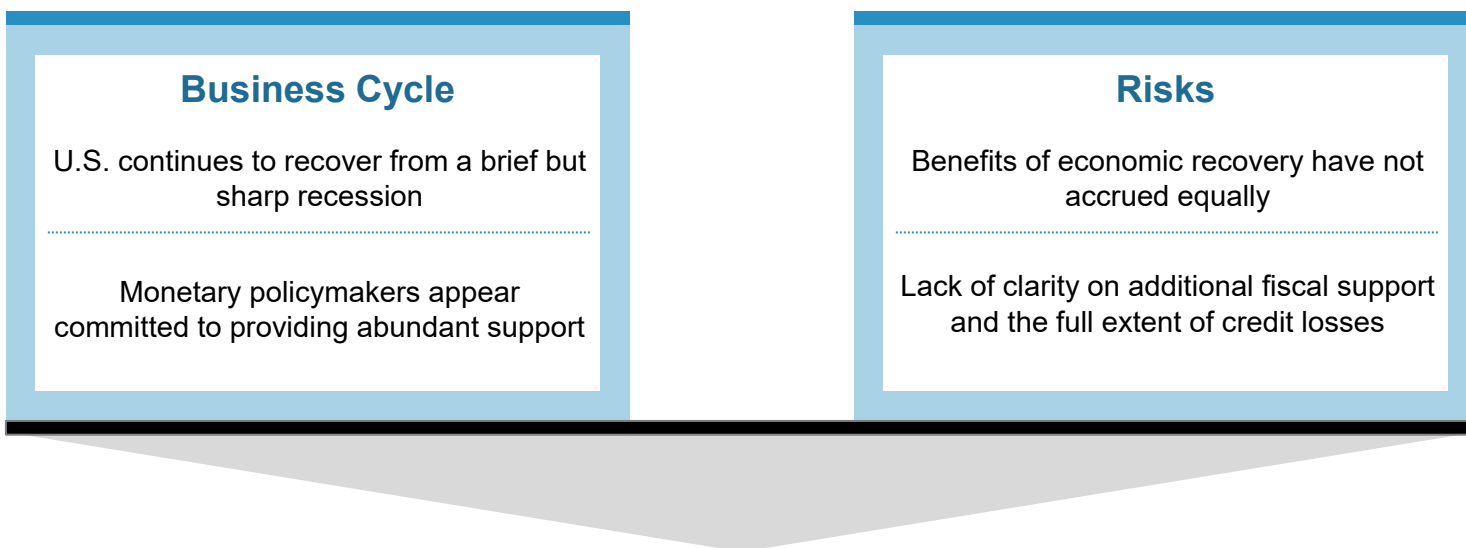 Business Cycle
U.S. continues to recover from a brief but
sharp recession
Monetary policymakers appear
committed to providing abundant support
Risks
Benefits of economic recovery have not
accrued equally
Lack of clarity on additional fiscal support
and the full extent of credit losses